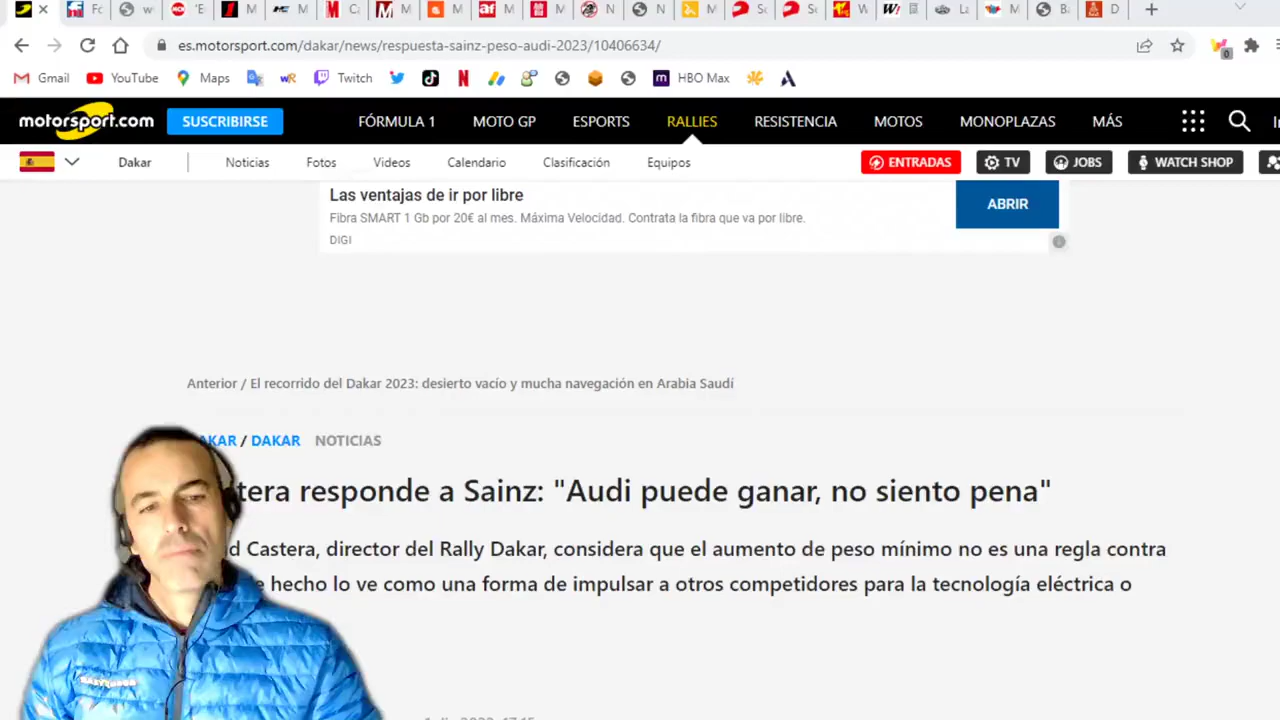 es.motorsport.com/dakar/news/respuesta-sainz-peso-audi-2023/10406634/
Gmail YouTube Maps Twitch HBO Max
motorsport.com SUSCRIBIRSE FÓRMULA 1 MOTO GP ESPORTS RALLIES RESISTENCIA MOTOS MONOPLAZAS MÁS
Dakar Noticias Fotos Videos Calendario Clasificación Equipos ENTRADAS TV JOBS WATCH SHOP
Las ventajas de ir por libre
Fibra SMART 1 Gb por 20€ al mes. Máxima Velocidad. Contrata la fibra que va por libre.
ABRIR
DIGI
Anterior / El recorrido del Dakar 2023: desierto vacío y mucha navegación en Arabia Saudí
AKAR / DAKAR NOTICIAS
tera responde a Sainz: "Audi puede ganar, no siento pena"
d Castera, director del Rally Dakar, considera que el aumento de peso mínimo no es una regla contra
hecho lo ve como una forma de impulsar a otros competidores para la tecnología eléctrica o